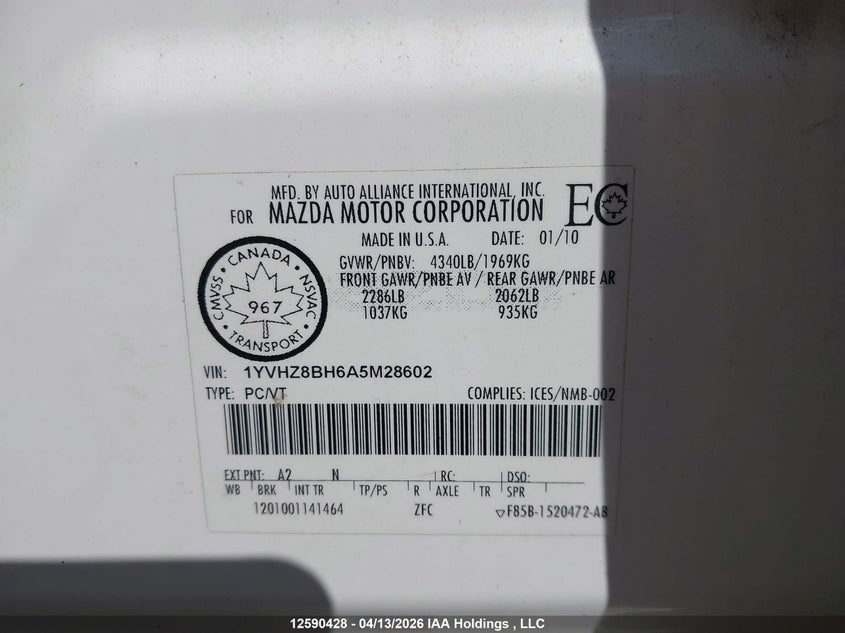 MFD. BY AUTO ALLIANCE INTERNATIONAL, INC.
FOR MAZDA MOTOR CORPORATION EC
MADE IN U.S.A. DATE: 01/10
GVWR/PNBV: 4340LB/1969KG
FRONT GAWR/PNBE AV / REAR GAWR/PNBE AR
2286LB 2062LB
1037KG 935KG
CANADA
CMVSS NSVAC
967
TRANSPORT
VIN: 1YVHZ8BH6A5M28602
TYPE: PC/VT COMPLIES: ICES/NMB-002
EXT PNT: A2 N RC: DSO:
WB BRK INT TR TP/PS R AXLE TR SPR
1201001141464 ZFC ▽F85B-1520472-AB
12590428 - 04/13/2026 IAA Holdings , LLC